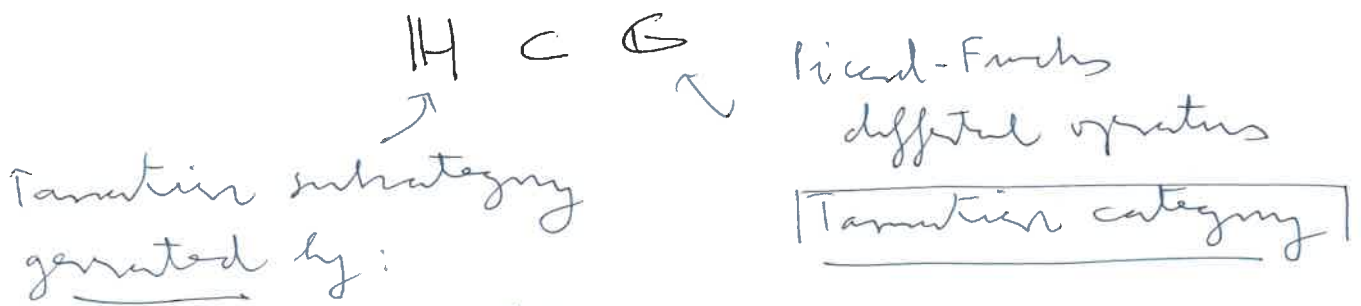 ℍ ⊂ 𝔾
Picard-Fuchs
differential operators
Tannakian category
Tannakian subcategory
generated by: